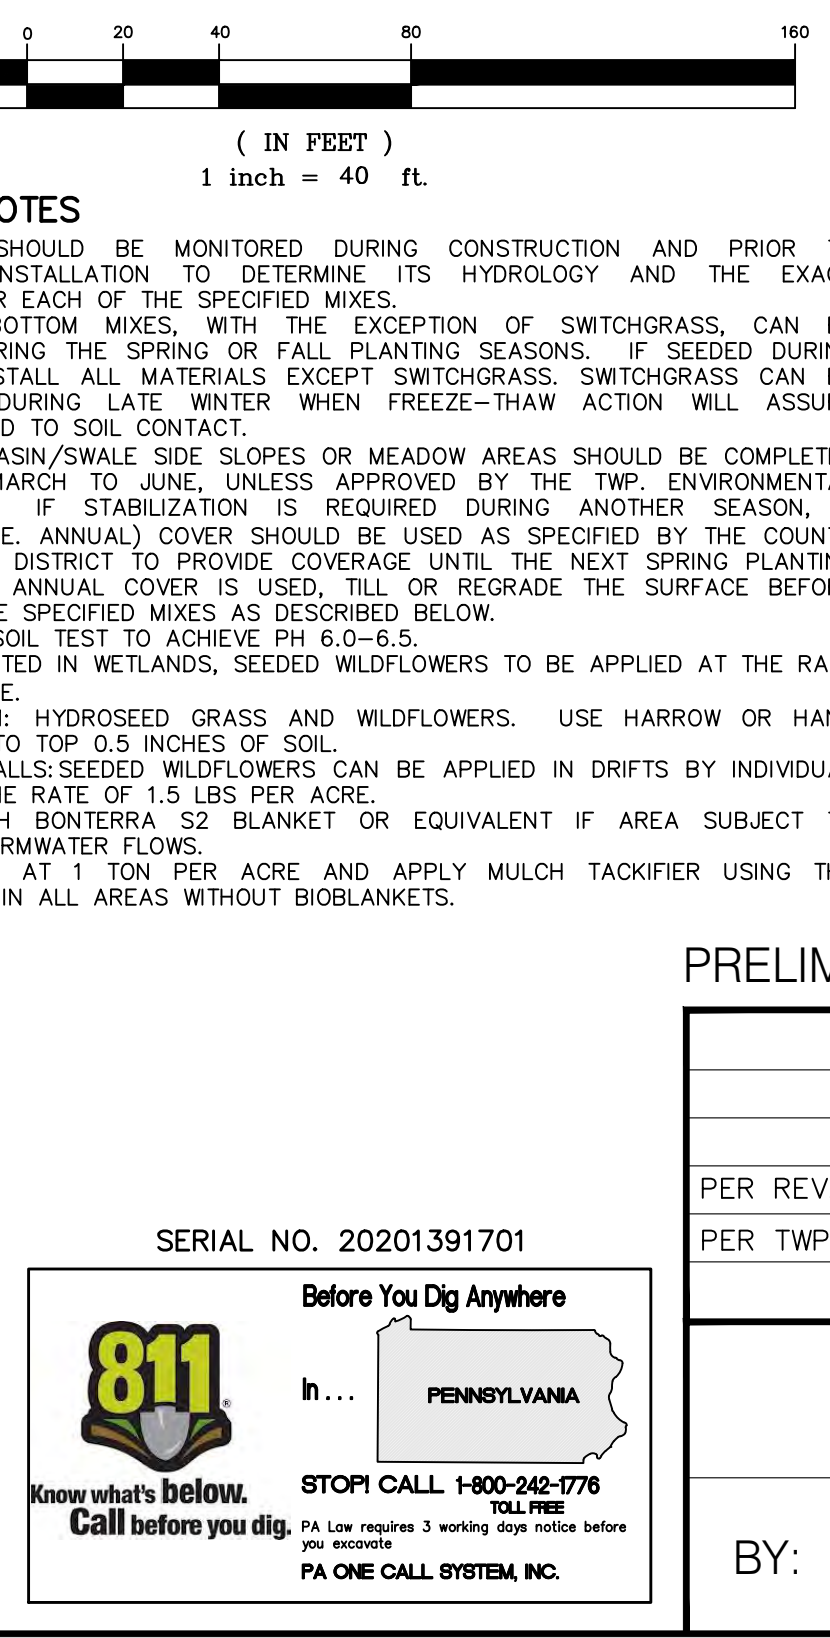 0 20 40 80 160
( IN FEET )
1 inch = 40 ft.
OTES
SHOULD BE MONITORED DURING CONSTRUCTION AND PRIOR T
NSTALLATION TO DETERMINE ITS HYDROLOGY AND THE EXAC
R EACH OF THE SPECIFIED MIXES.
BOTTOM MIXES, WITH THE EXCEPTION OF SWITCHGRASS, CAN B
RING THE SPRING OR FALL PLANTING SEASONS. IF SEEDED DURIN
STALL ALL MATERIALS EXCEPT SWITCHGRASS. SWITCHGRASS CAN B
DURING LATE WINTER WHEN FREEZE-THAW ACTION WILL ASSUR
D TO SOIL CONTACT.
ASIN/SWALE SIDE SLOPES OR MEADOW AREAS SHOULD BE COMPLETE
MARCH TO JUNE, UNLESS APPROVED BY THE TWP. ENVIRONMENTA
IF STABILIZATION IS REQUIRED DURING ANOTHER SEASON,
E. ANNUAL) COVER SHOULD BE USED AS SPECIFIED BY THE COUNT
DISTRICT TO PROVIDE COVERAGE UNTIL THE NEXT SPRING PLANTIN
ANNUAL COVER IS USED, TILL OR REGRADE THE SURFACE BEFOR
E SPECIFIED MIXES AS DESCRIBED BELOW.
SOIL TEST TO ACHIEVE PH 6.0-6.5.
TED IN WETLANDS, SEEDED WILDFLOWERS TO BE APPLIED AT THE RA
E.
: HYDROSEED GRASS AND WILDFLOWERS. USE HARROW OR HAN
TO TOP 0.5 INCHES OF SOIL.
ALLS: SEEDED WILDFLOWERS CAN BE APPLIED IN DRIFTS BY INDIVIDUA
HE RATE OF 1.5 LBS PER ACRE.
H BONTERRA S2 BLANKET OR EQUIVALENT IF AREA SUBJECT T
RMWATER FLOWS.
AT 1 TON PER ACRE AND APPLY MULCH TACKIFIER USING TH
IN ALL AREAS WITHOUT BIOBLANKETS.
PRELIM
PER REV
PER TWP
BY:
SERIAL NO. 20201391701
Before You Dig Anywhere
811®
In...
PENNSYLVANIA
Know what's below.
Call before you dig.
STOP! CALL 1-800-242-1776
TOLL FREE
PA Law requires 3 working days notice before
you excavate
PA ONE CALL SYSTEM, INC.